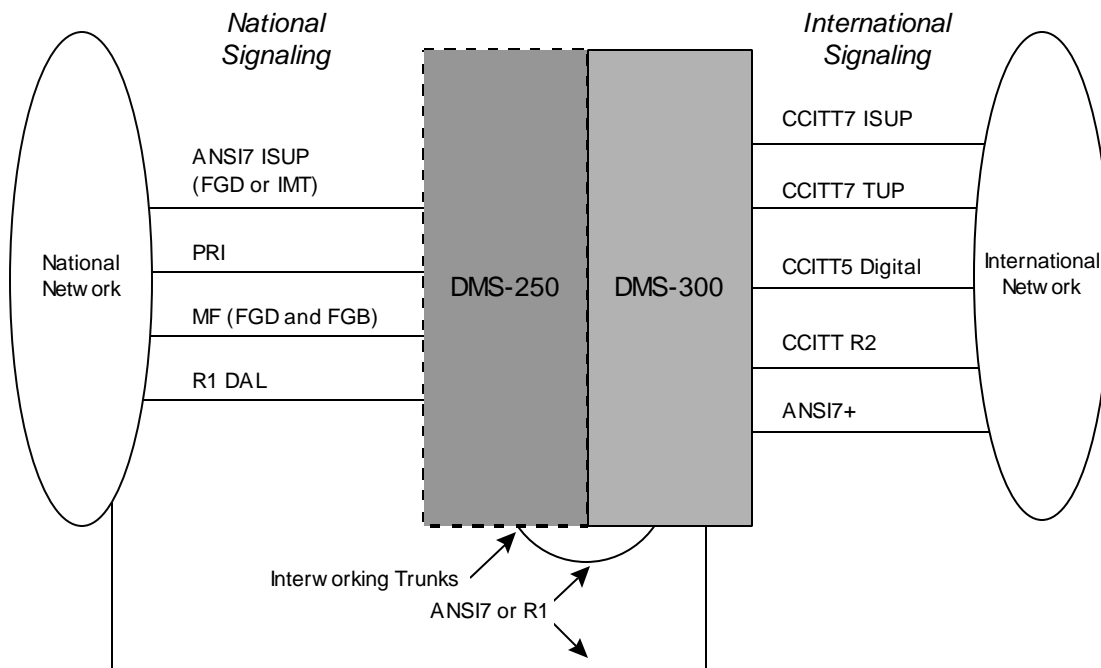 National
Signaling
International
Signaling
CCITT7 ISUP
ANSI7 ISUP
(FGD or IMT)
CCITT7 TUP
PRI
National
Network
DMS-250
DMS-300
CCITT5 Digital
International
Network
MF (FGD and FGB)
CCITT R2
R1 DAL
ANSI7+
Interworking Trunks
ANSI7 or R1